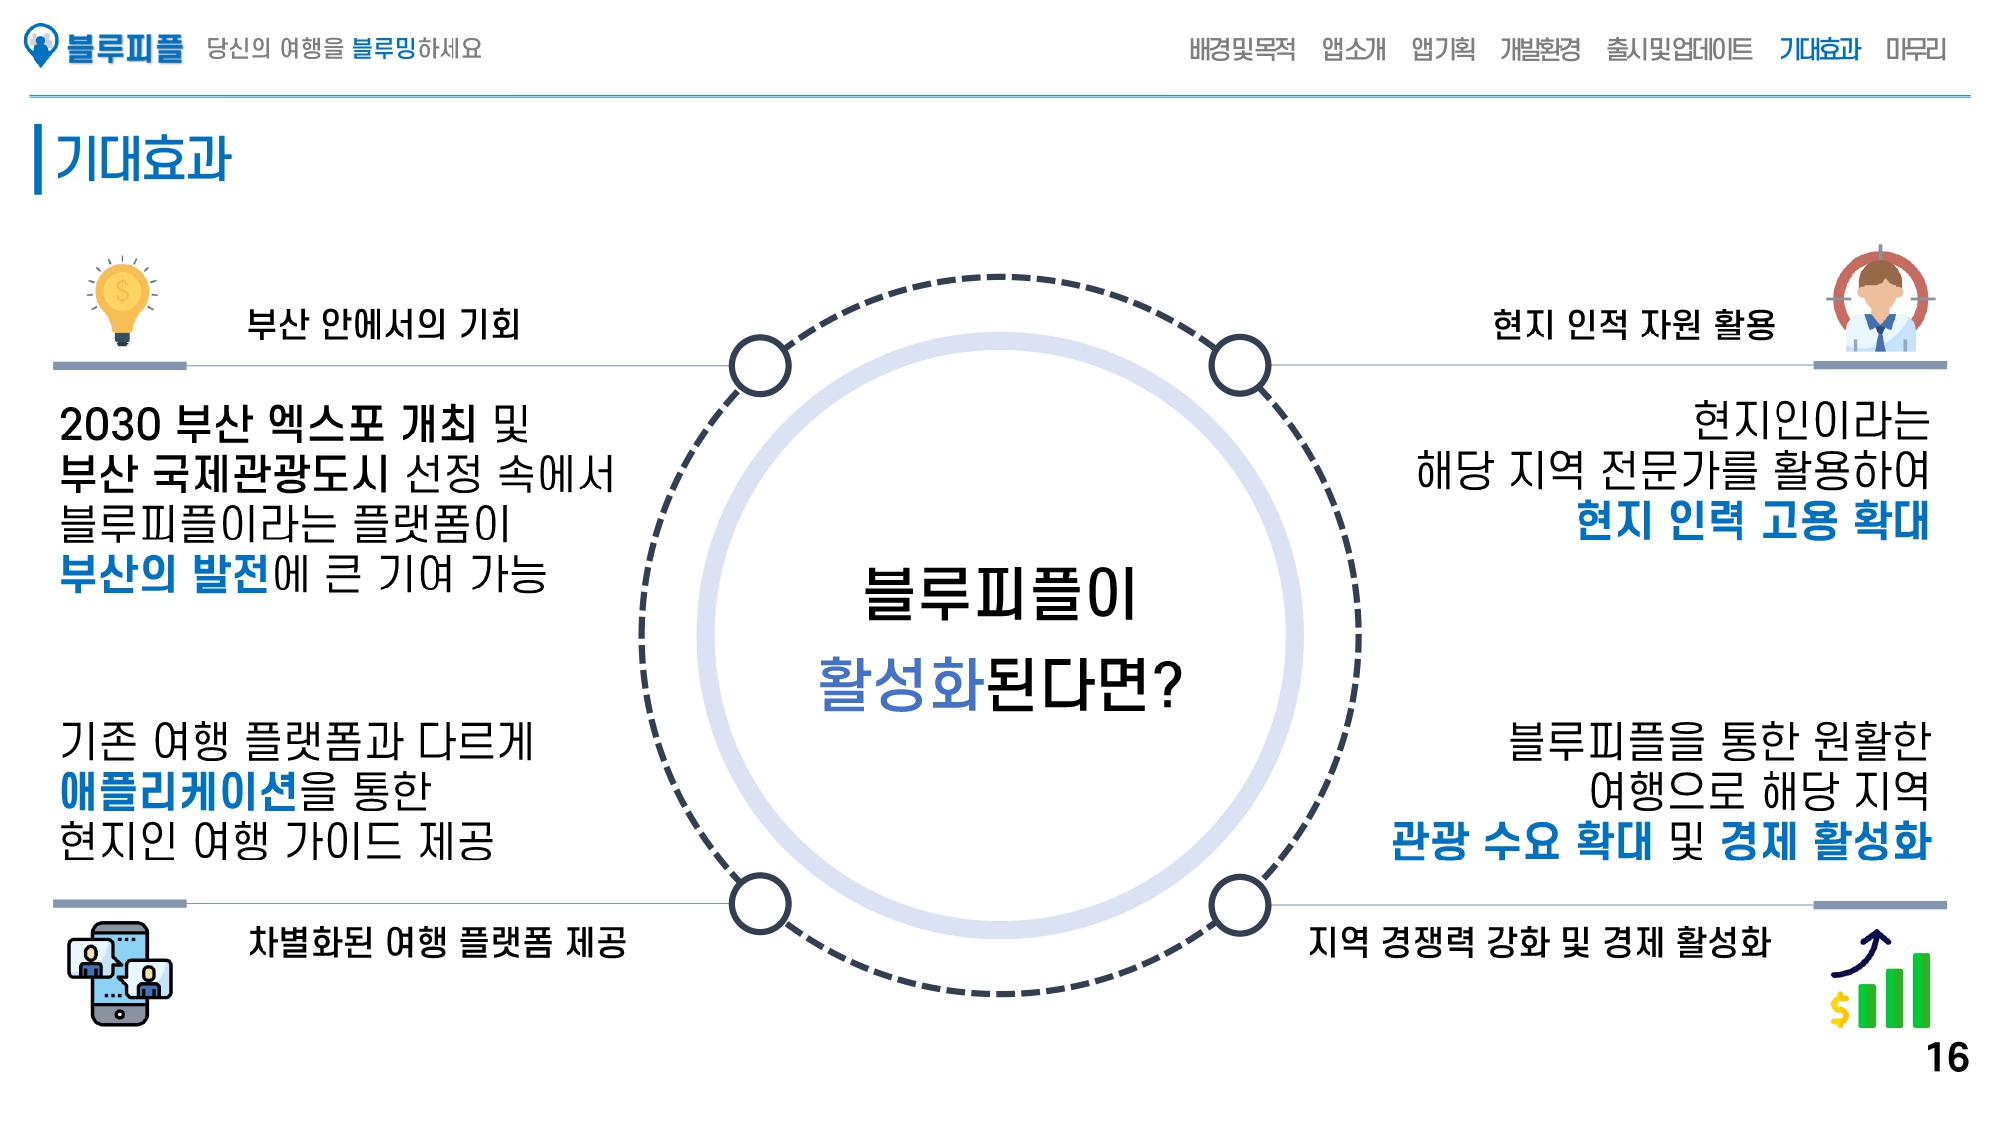 블루피플
당신의 여행을 블루밍하세요
배경및목적 앱소개 앱기획 개발환경 출시및업데이트 기대효과 마무리
기대효과
부산 안에서의 기회
2030 부산 엑스포 개최 및
부산 국제관광도시 선정 속에서
블루피플이라는 플랫폼이
부산의 발전에 큰 기여 가능
현지 인적 자원 활용
현지인이라는
해당 지역 전문가를 활용하여
현지 인력 고용 확대
블루피플이
활성화된다면?
기존 여행 플랫폼과 다르게
애플리케이션을 통한
현지인 여행 가이드 제공
차별화된 여행 플랫폼 제공
블루피플을 통한 원활한
여행으로 해당 지역
관광 수요 확대 및 경제 활성화
지역 경쟁력 강화 및 경제 활성화
16